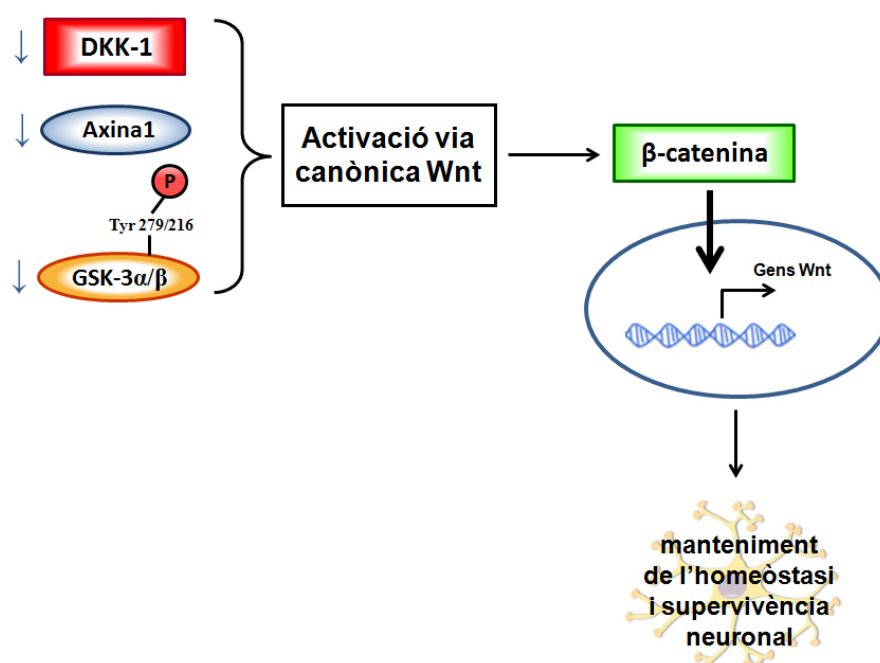 DKK-1
Axina1
P
Tyr 279/216
GSK-3α/β
Activació via
canònica Wnt
β-catenina
Gens Wnt
manteniment
de l’homeòstasi
i supervivència
neuronal